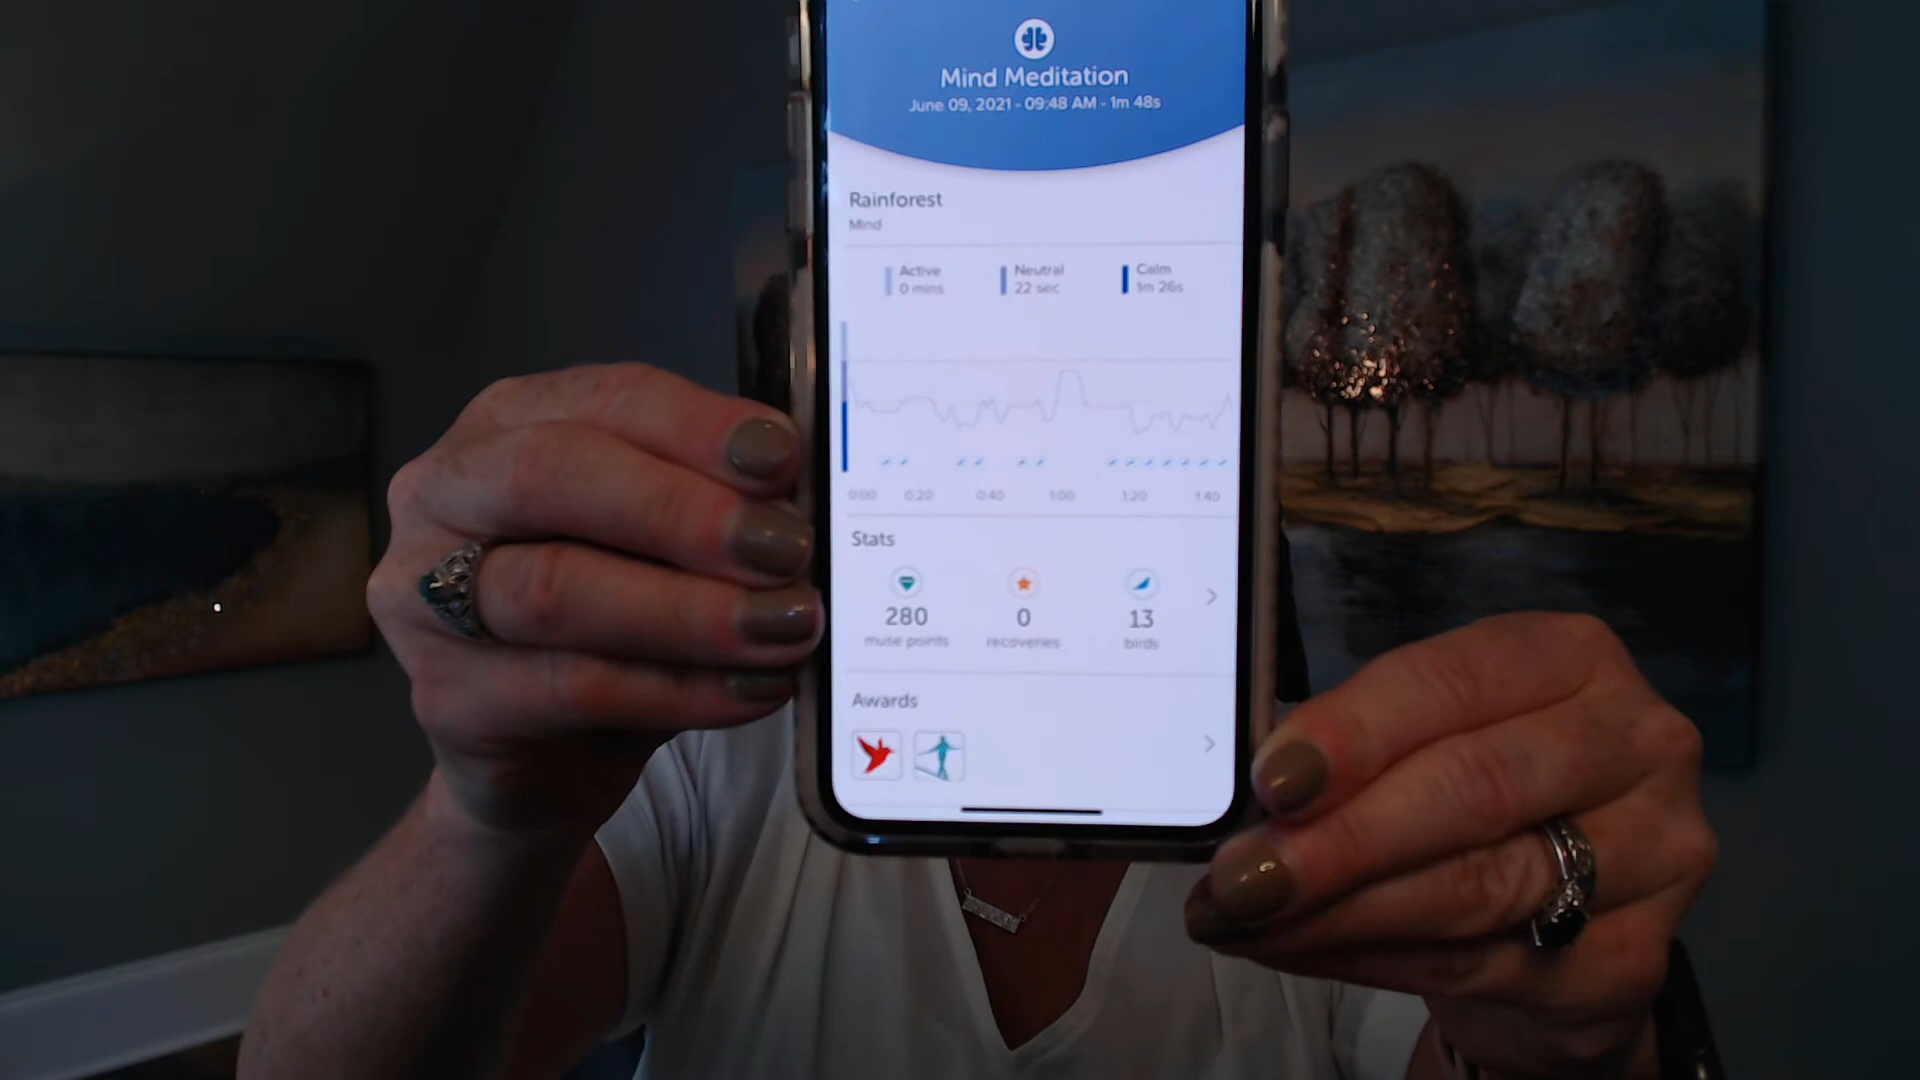 Mind Meditation
June 09, 2021 - 09:48 AM - 1m 48s
Rainforest
Mind
Active
0 mins
Neutral
22 sec
Calm
1m 26s
0:00 0:20 0:40 1:00 1:20 1:40
Stats
280
muse points
0
recoveries
13
birds
Awards